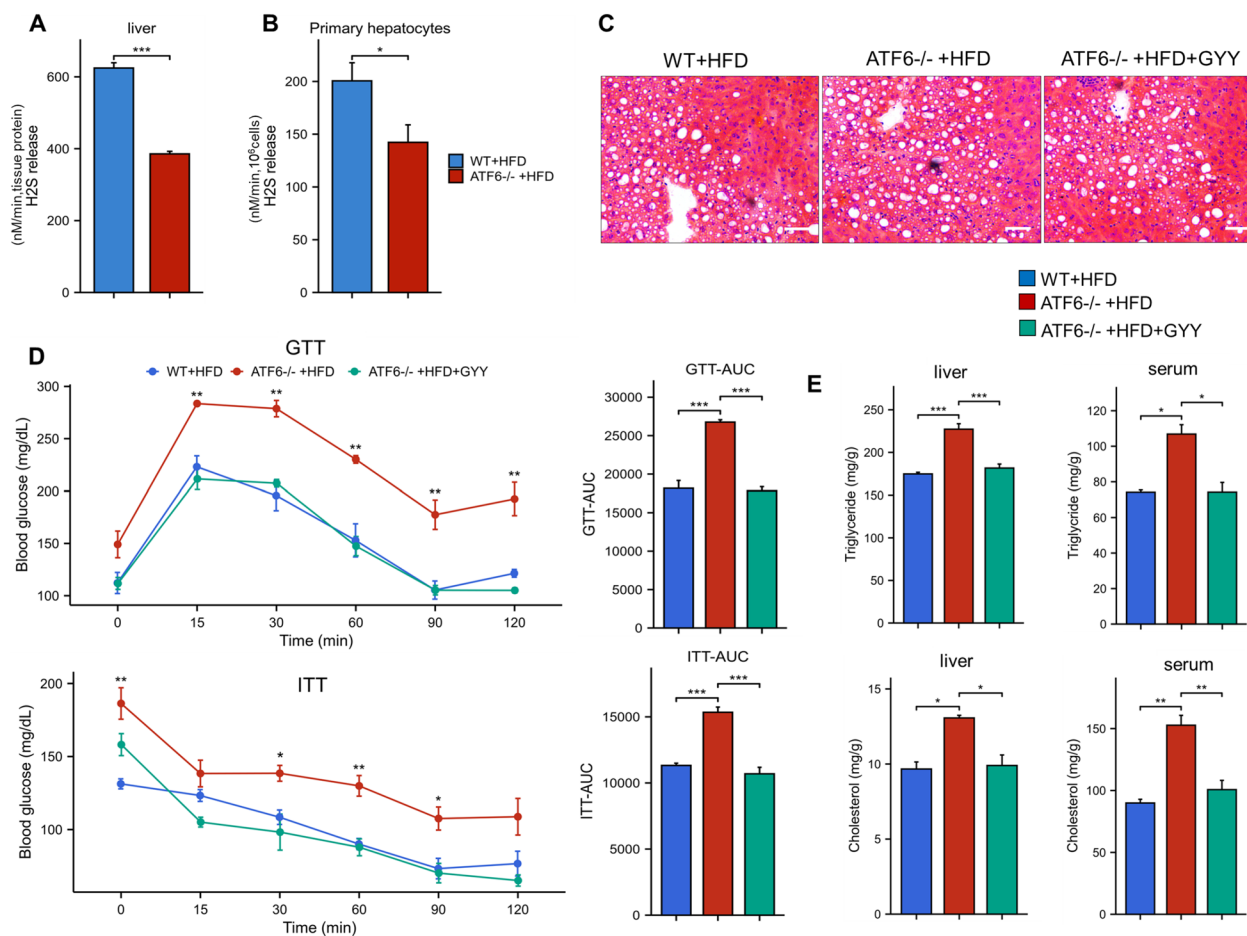 A
liver
***
600
400
200
0
(nM/min,tissue protein)
H2S release
B
Primary hepatocytes
*
200
150
100
50
0
(nM/min,10⁶cells)
H2S release
WT+HFD
ATF6-/- +HFD
C
WT+HFD
ATF6-/- +HFD
ATF6-/- +HFD+GYY
WT+HFD
ATF6-/- +HFD
ATF6-/- +HFD+GYY
D
GTT
WT+HFD
ATF6-/- +HFD
ATF6-/- +HFD+GYY
300
250
200
150
100
Blood glucose (mg/dL)
** ** ** ** **
0 15 30 60 90 120
Time (min)
GTT-AUC
*** ***
30000
25000
20000
15000
10000
5000
0
GTT-AUC
E
liver
*** ***
250
200
150
100
50
0
Triglyceride (mg/g)
serum
* *
120
100
80
60
40
20
0
Triglycride (mg/g)
ITT
200
150
100
Blood glucose (mg/dL)
** * ** *
0 15 30 60 90 120
Time (min)
ITT-AUC
*** ***
15000
10000
5000
0
ITT-AUC
liver
* *
15
10
5
0
Cholesterol (mg/g)
serum
** **
150
100
50
0
Cholesterol (mg/g)